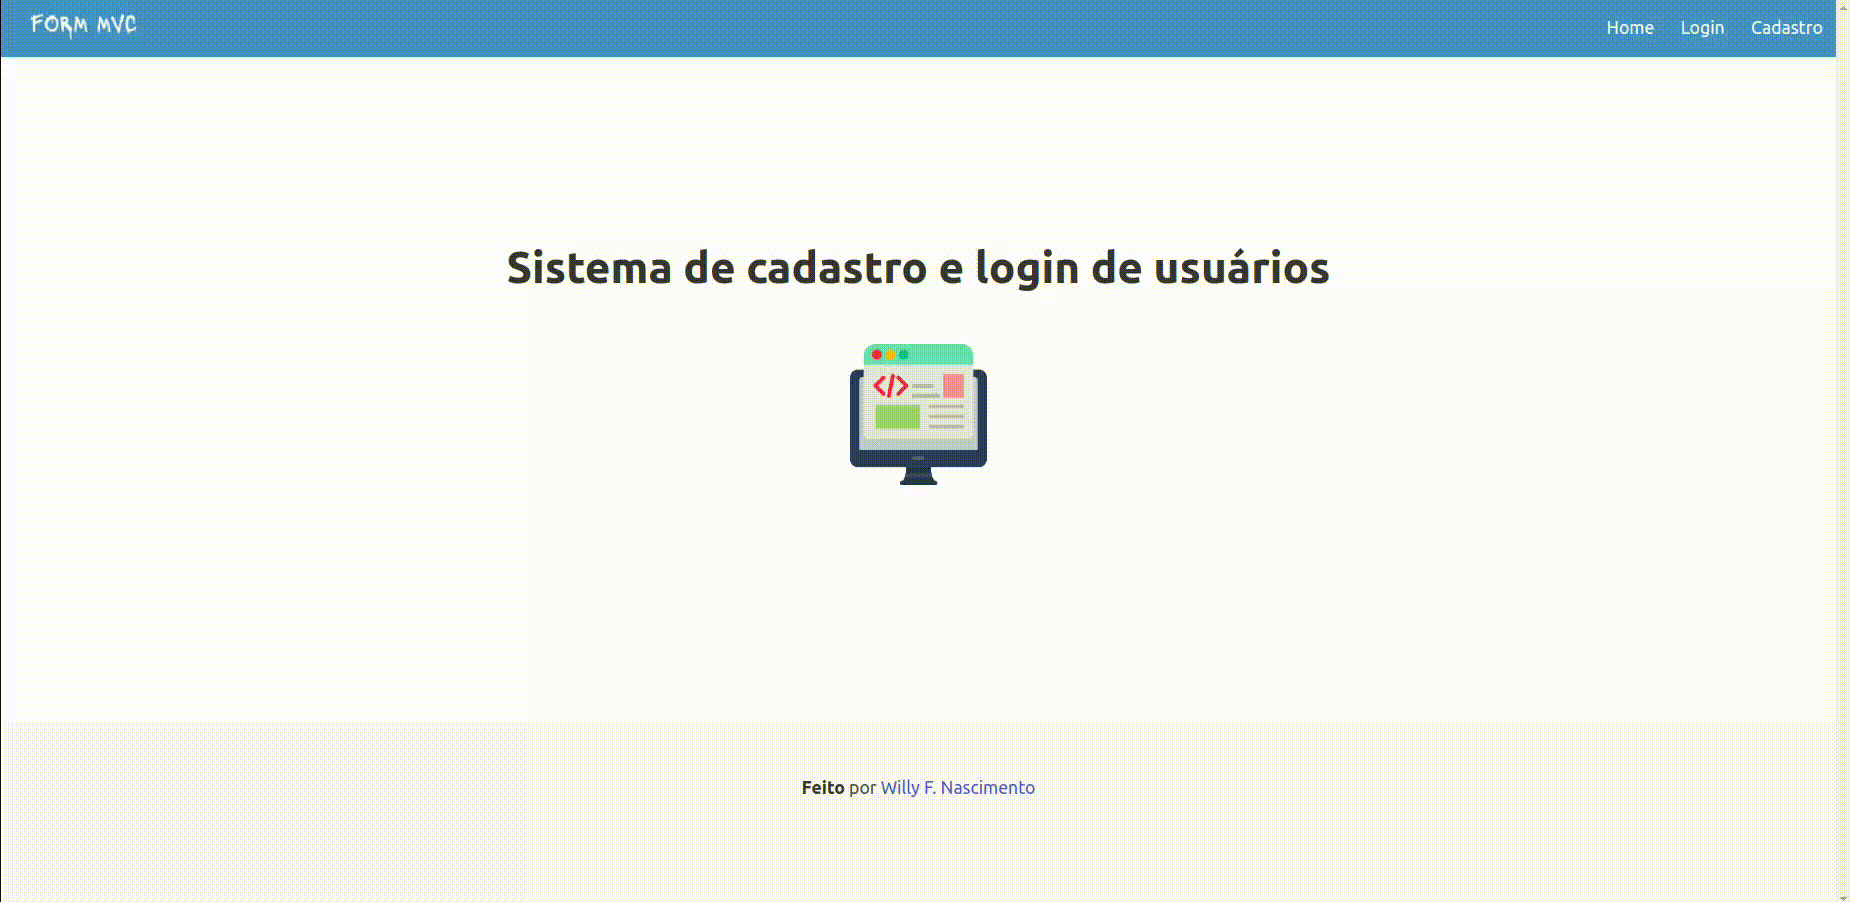 FORM MVC
Home Login Cadastro
Sistema de cadastro e login de usuários
</>
Feito por Willy F. Nascimento